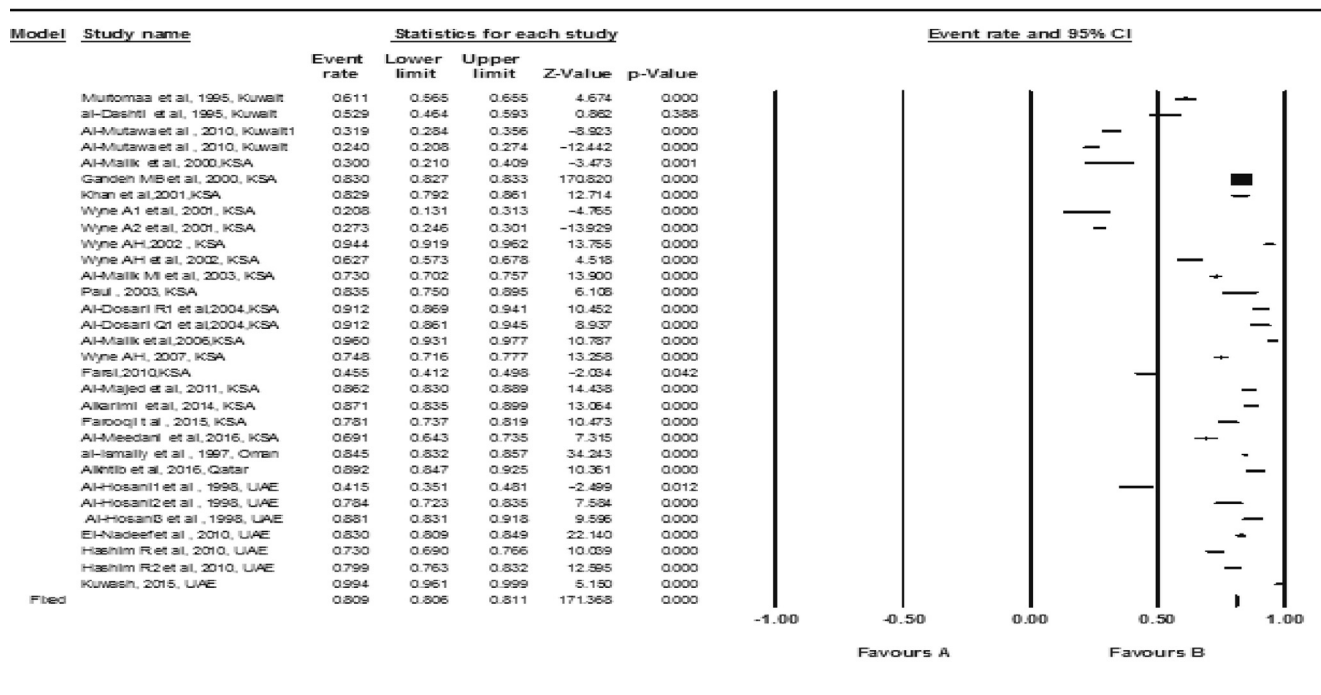 Model Study name Statistics for each study Event rate and 95% CI
Event rate Lower limit Upper limit Z-Value p-Value
Murtomaa et al, 1995, Kuwait 0.611 0.565 0.655 4.674 0.000
al-Dashti et al, 1995, Kuwait 0.529 0.464 0.593 0.862 0.388
Al-Mutawa et al , 2010, Kuwait1 0.319 0.284 0.356 -8.923 0.000
Al-Mutawa et al , 2010, Kuwait 0.240 0.208 0.274 -12.442 0.000
Al-Malik et al, 2000,KSA 0.300 0.210 0.409 -3.473 0.001
Gandeh MB et al, 2000, KSA 0.830 0.827 0.833 170.820 0.000
Khan et al,2001,KSA 0.829 0.792 0.861 12.714 0.000
Wyne A1 et al, 2001, KSA 0.208 0.131 0.313 -4.765 0.000
Wyne A2 et al, 2001, KSA 0.273 0.246 0.301 -13.929 0.000
Wyne AH,2002 , KSA 0.944 0.919 0.962 13.755 0.000
Wyne AH et al, 2002, KSA 0.627 0.573 0.678 4.518 0.000
Al-Malik MI et al, 2003, KSA 0.730 0.702 0.757 13.900 0.000
Paul , 2003, KSA 0.835 0.750 0.895 6.108 0.000
Al-Dosari R1 et al,2004,KSA 0.912 0.869 0.941 10.452 0.000
Al-Dosari Q1 et al,2004,KSA 0.912 0.861 0.945 8.937 0.000
Al-Malik et al,2006,KSA 0.960 0.931 0.977 10.787 0.000
Wyne AH, 2007, KSA 0.748 0.716 0.777 13.258 0.000
Farsi,2010,KSA 0.455 0.412 0.498 -2.034 0.042
Al-Majed et al, 2011, KSA 0.862 0.830 0.889 14.438 0.000
Alkarimi et al, 2014, KSA 0.871 0.835 0.899 13.064 0.000
Farooqi t al , 2015, KSA 0.781 0.737 0.819 10.473 0.000
Al-Meedani et al,2016, KSA 0.691 0.643 0.735 7.315 0.000
al-Ismaily et al , 1997, Oman 0.845 0.832 0.857 34.243 0.000
Alkhtib et al, 2016, Qatar 0.892 0.847 0.925 10.361 0.000
Al-Hosani1 et al , 1998, UAE 0.415 0.351 0.481 -2.499 0.012
Al-Hosani2 et al , 1998, UAE 0.784 0.723 0.835 7.584 0.000
Al-Hosani3 et al , 1998, UAE 0.881 0.831 0.918 9.596 0.000
El-Nadeef et al , 2010, UAE 0.830 0.809 0.849 22.140 0.000
Hashim R et al, 2010, UAE 0.730 0.690 0.766 10.039 0.000
Hashim R2 et al, 2010, UAE 0.799 0.763 0.832 12.595 0.000
Kuwash, 2015, UAE 0.994 0.961 0.999 5.150 0.000
Fixed 0.809 0.806 0.811 171.368 0.000
-1.00 -0.50 0.00 0.50 1.00
Favours A Favours B